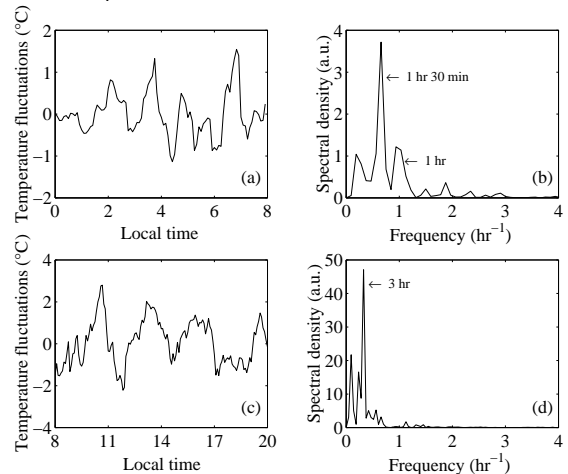 Temperature fluctuations (°C)
2
1
0
−1
−2
0
2
4
6
8
Local time
(a)
Spectral density (a.u.)
4
3
2
1
0
0
1
2
3
4
Frequency (hr⁻¹)
← 1 hr 30 min
← 1 hr
(b)
Temperature fluctuations (°C)
4
2
0
−2
−4
8
11
14
17
20
Local time
(c)
Spectral density (a.u.)
50
40
30
20
10
0
0
1
2
3
4
Frequency (hr⁻¹)
← 3 hr
(d)